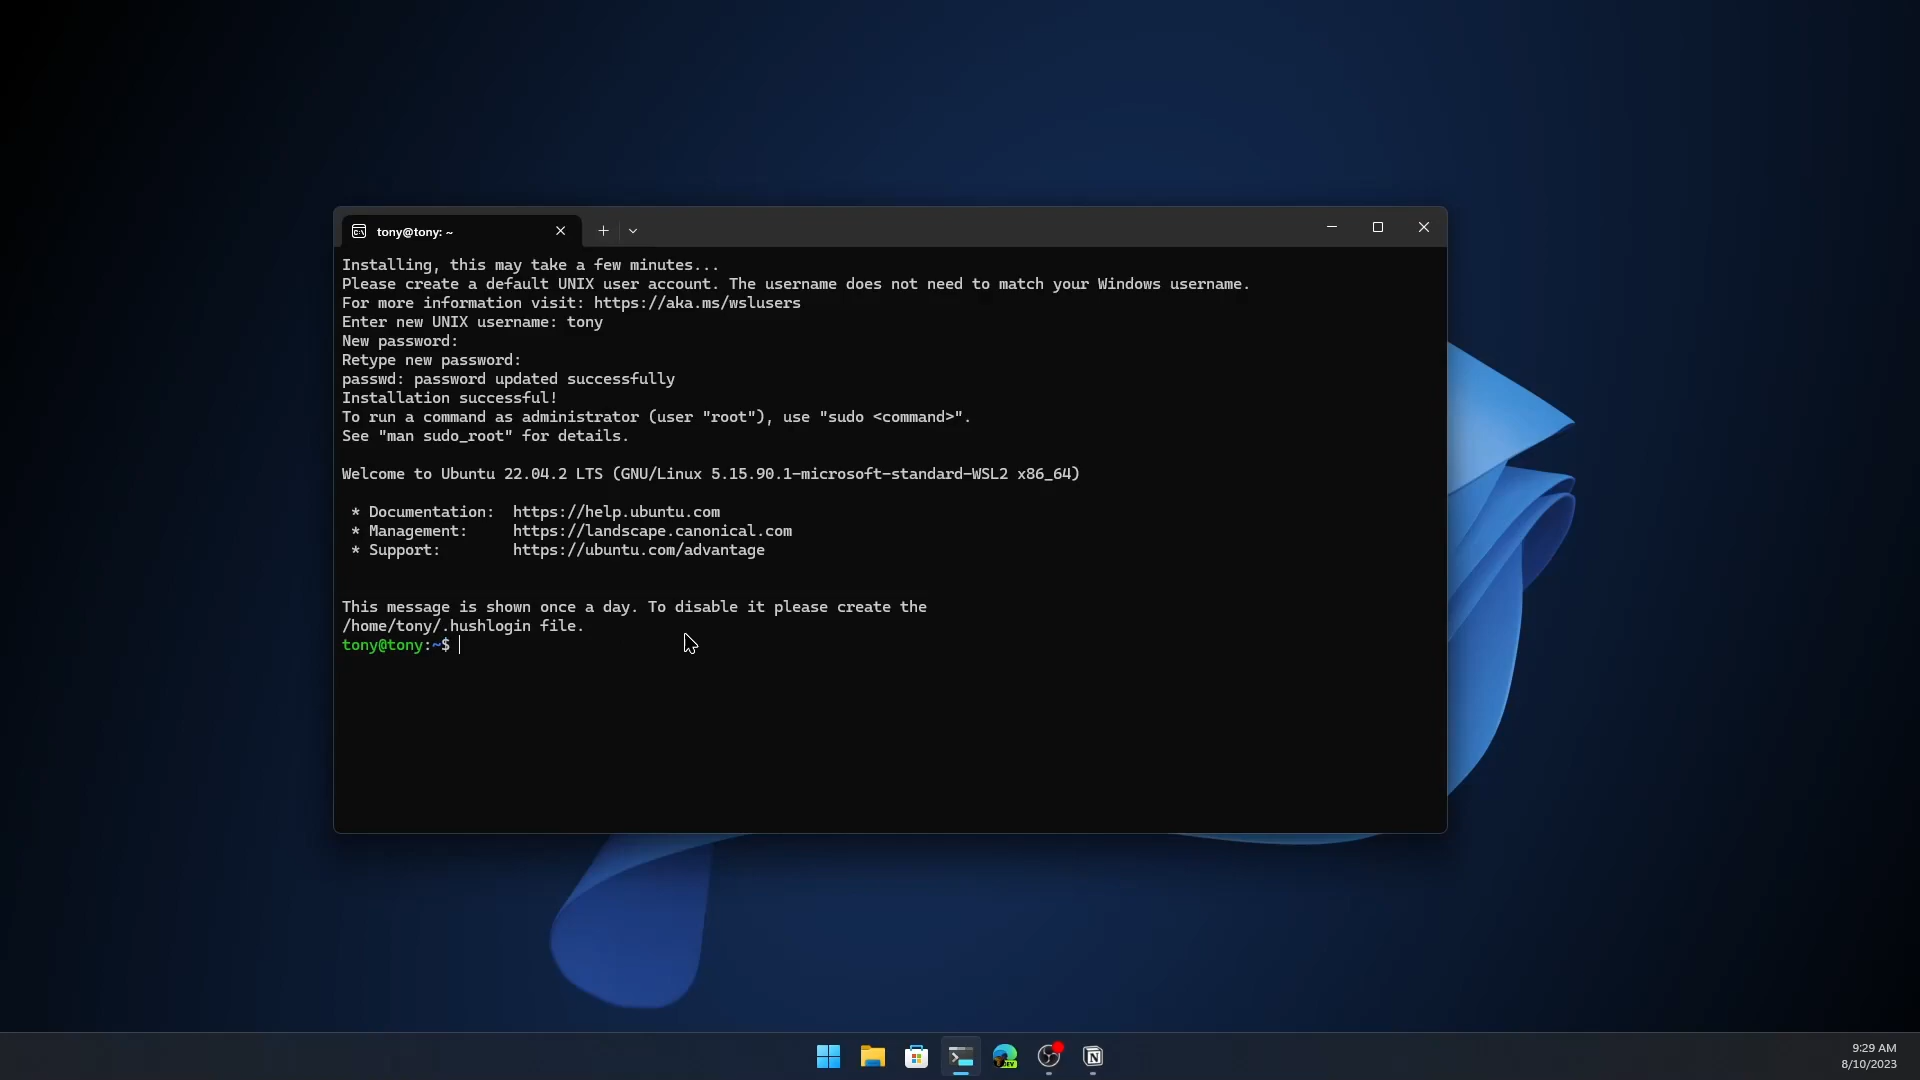 tony@tony: ~
Installing, this may take a few minutes...
Please create a default UNIX user account. The username does not need to match your Windows username.
For more information visit: https://aka.ms/wslusers
Enter new UNIX username: tony
New password:
Retype new password:
passwd: password updated successfully
Installation successful!
To run a command as administrator (user "root"), use "sudo <command>".
See "man sudo_root" for details.
Welcome to Ubuntu 22.04.2 LTS (GNU/Linux 5.15.90.1-microsoft-standard-WSL2 x86_64)
* Documentation:  https://help.ubuntu.com
* Management:     https://landscape.canonical.com
* Support:        https://ubuntu.com/advantage
This message is shown once a day. To disable it please create the
/home/tony/.hushlogin file.
tony@tony:~$
DEV
9:29 AM
8/10/2023